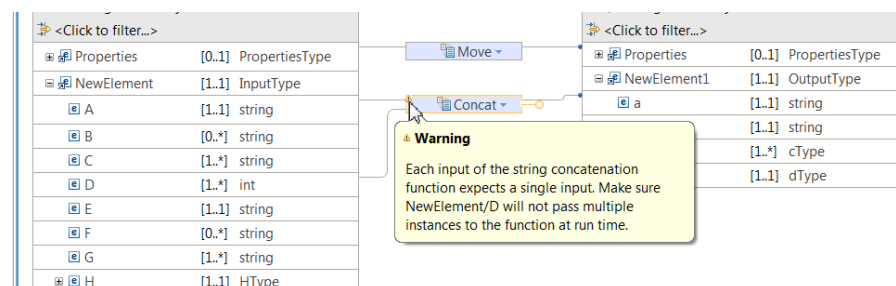 <Click to filter...>
Properties [0..1] PropertiesType
NewElement [1..1] InputType
A [1..1] string
B [0..*] string
C [1..*] string
D [1..*] int
E [1..1] string
F [0..*] string
G [1..*] string
H [1..1] HType
Move
Concat
Warning
Each input of the string concatenation
function expects a single input. Make sure
NewElement/D will not pass multiple
instances to the function at run time.
<Click to filter...>
Properties [0..1] PropertiesType
NewElement1 [1..1] OutputType
a [1..1] string
[1..1] string
[1..*] cType
[1..1] dType